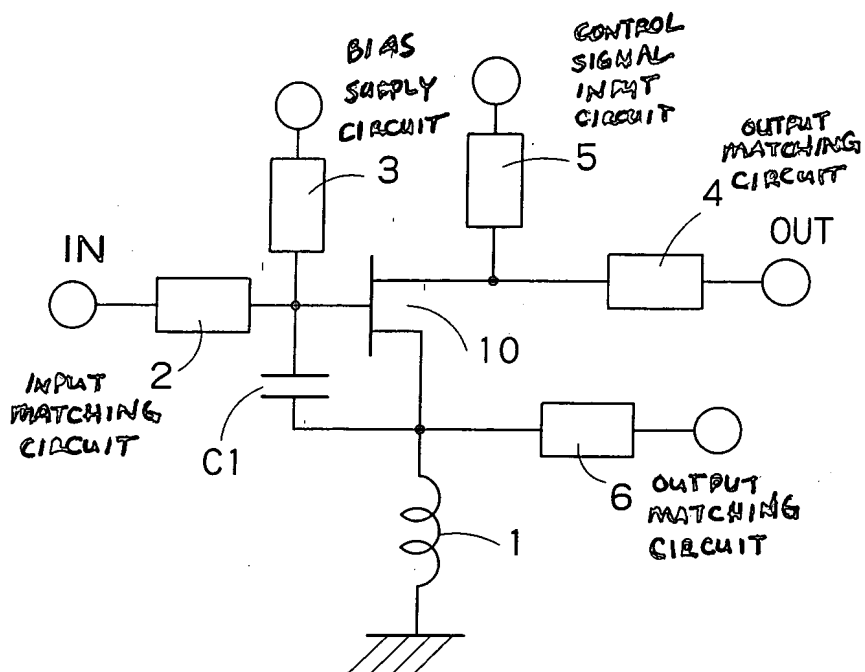 BIAS
SUPPLY
CIRCUIT
3
CONTROL
SIGNAL
INPUT
CIRCUIT
5
OUTPUT
MATCHING
CIRCUIT
4
IN
OUT
2
INPUT
MATCHING
CIRCUIT
10
C1
6
OUTPUT
MATCHING
CIRCUIT
1